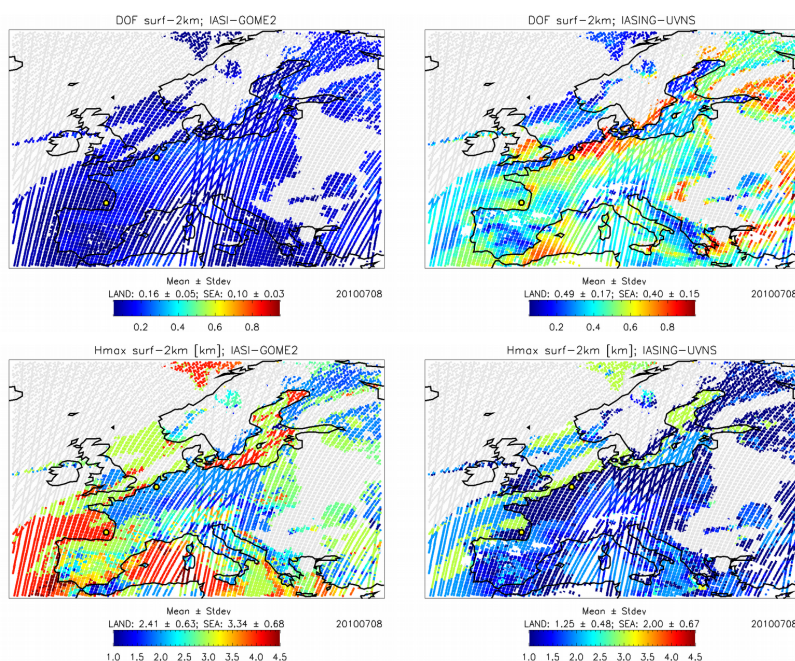 DOF surf-2km; IASI-GOME2
DOF surf-2km; IASING-UVNS
Mean ± Stdev
LAND: 0.16 ± 0.05; SEA: 0.10 ± 0.03
20100708
0.2 0.4 0.6 0.8
Mean ± Stdev
LAND: 0.49 ± 0.17; SEA: 0.40 ± 0.15
20100708
0.2 0.4 0.6 0.8
Hmax surf-2km [km]; IASI-GOME2
Hmax surf-2km [km]; IASING-UVNS
Mean ± Stdev
LAND: 2.41 ± 0.63; SEA: 3.34 ± 0.68
20100708
1.0 1.5 2.0 2.5 3.0 3.5 4.0 4.5
Mean ± Stdev
LAND: 1.25 ± 0.48; SEA: 2.00 ± 0.67
20100708
1.0 1.5 2.0 2.5 3.0 3.5 4.0 4.5